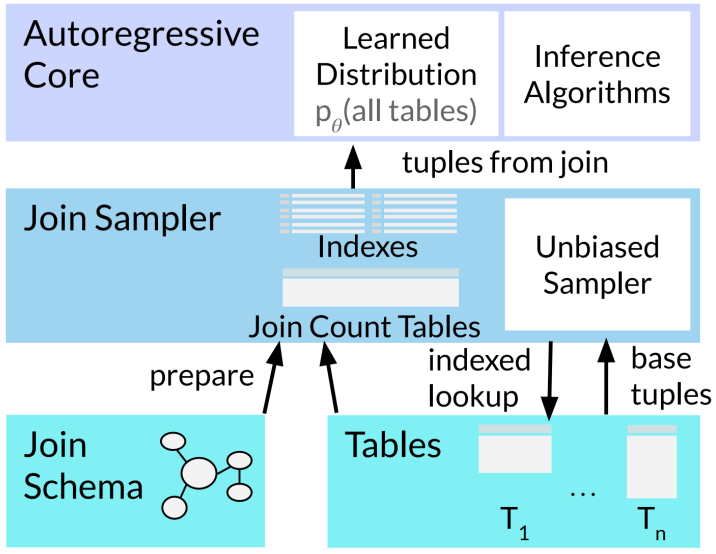 Autoregressive
Core
Learned
Distribution
pθ(all tables)
Inference
Algorithms
tuples from join
Join Sampler
Indexes
Join Count Tables
Unbiased
Sampler
prepare
indexed
lookup
base
tuples
Join
Schema
Tables
...
T1
Tn